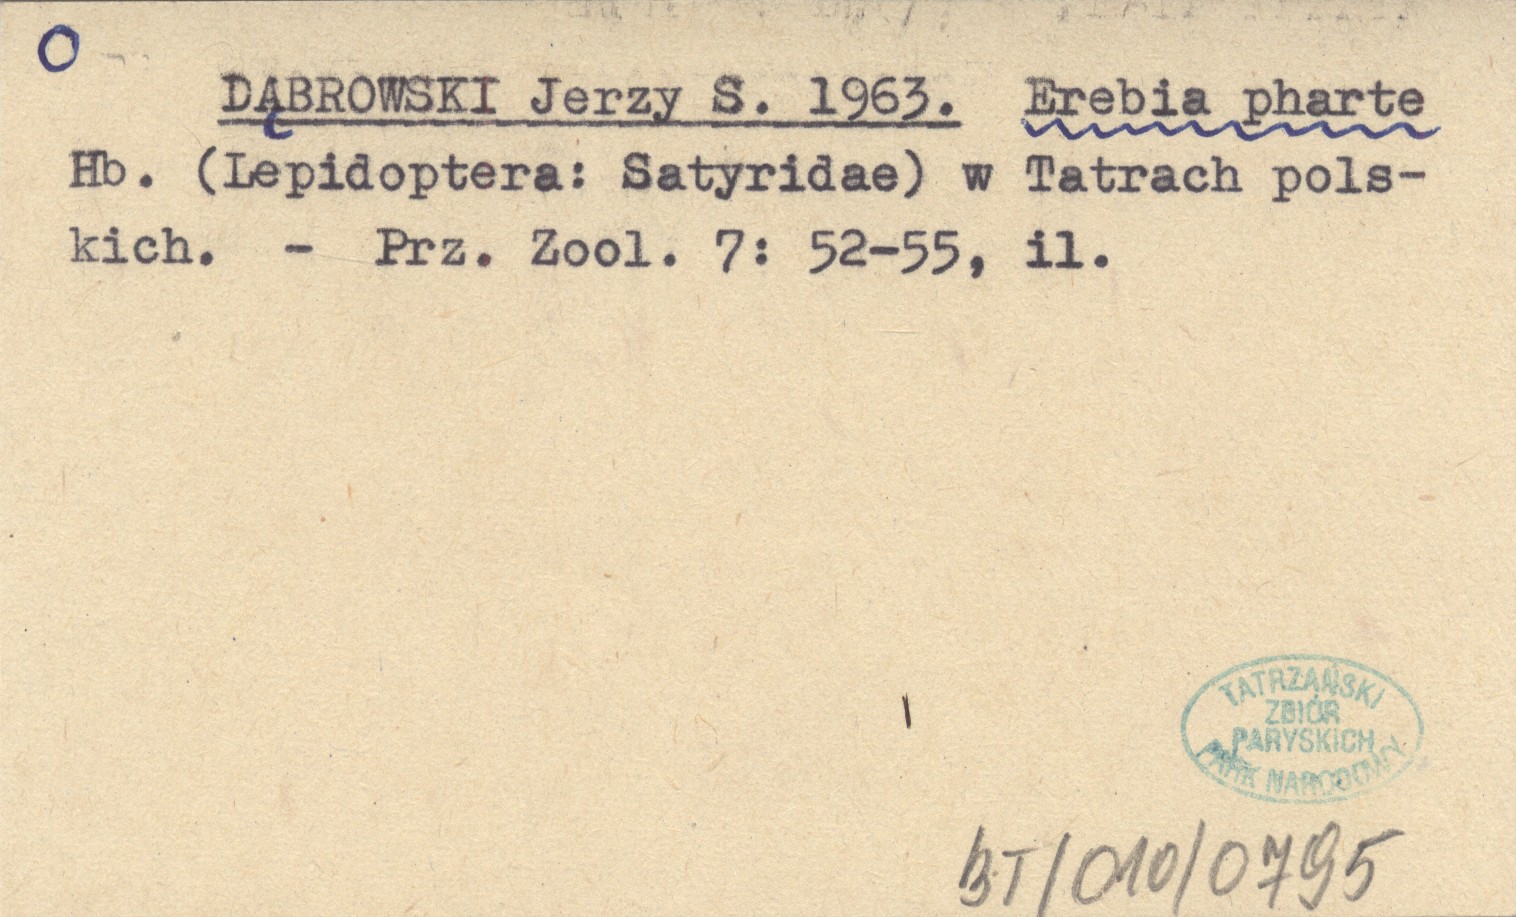 O
DĄBROWSKI Jerzy S. 1963. Erebia pharte
Hb. (Lepidoptera: Satyridae) w Tatrach pols-
kich. - Prz. Zool. 7: 52-55, il.
TATRZAŃSKI
ZBIÓR
PARYSKICH
PARK NARODOWY
BT/010/0795